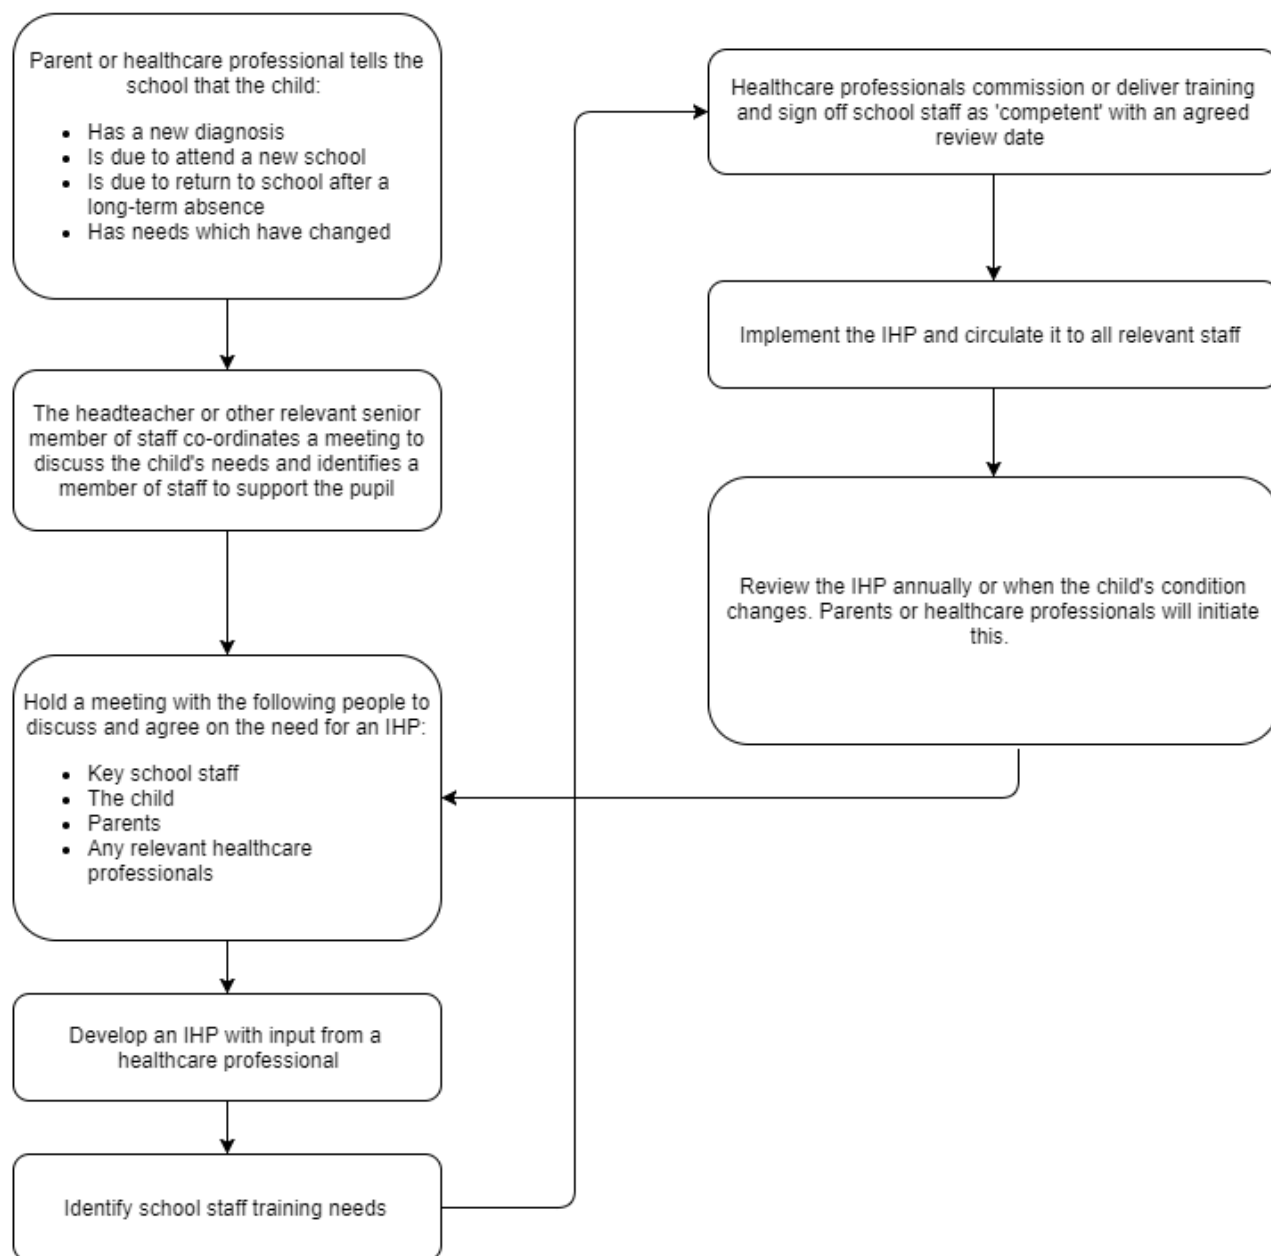 Parent or healthcare professional tells the
school that the child:
• Has a new diagnosis
• Is due to attend a new school
• Is due to return to school after a
long-term absence
• Has needs which have changed
The headteacher or other relevant senior
member of staff co-ordinates a meeting to
discuss the child's needs and identifies a
member of staff to support the pupil
Hold a meeting with the following people to
discuss and agree on the need for an IHP:
• Key school staff
• The child
• Parents
• Any relevant healthcare
professionals
Develop an IHP with input from a
healthcare professional
Identify school staff training needs
Healthcare professionals commission or deliver training
and sign off school staff as 'competent' with an agreed
review date
Implement the IHP and circulate it to all relevant staff
Review the IHP annually or when the child's condition
changes. Parents or healthcare professionals will initiate
this.